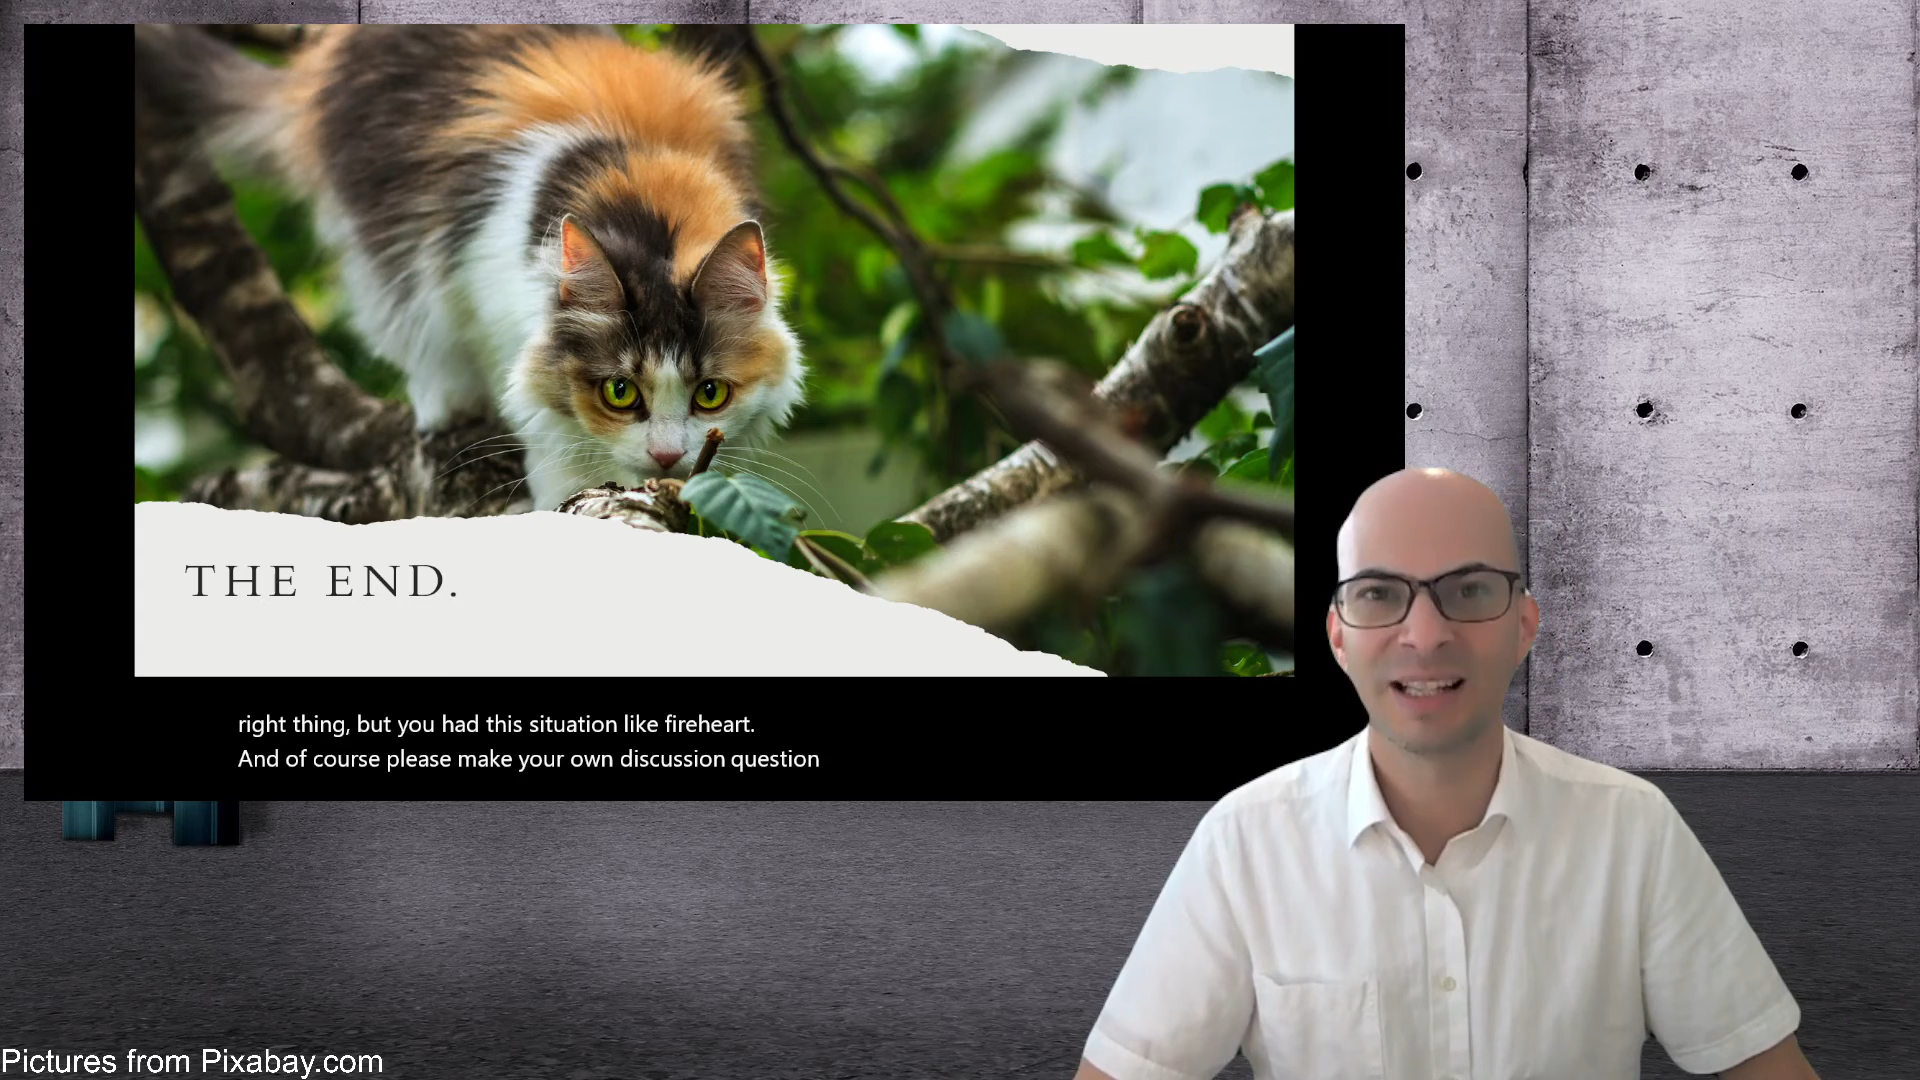 THE END.
right thing, but you had this situation like fireheart.
And of course please make your own discussion question
Pictures from Pixabay.com